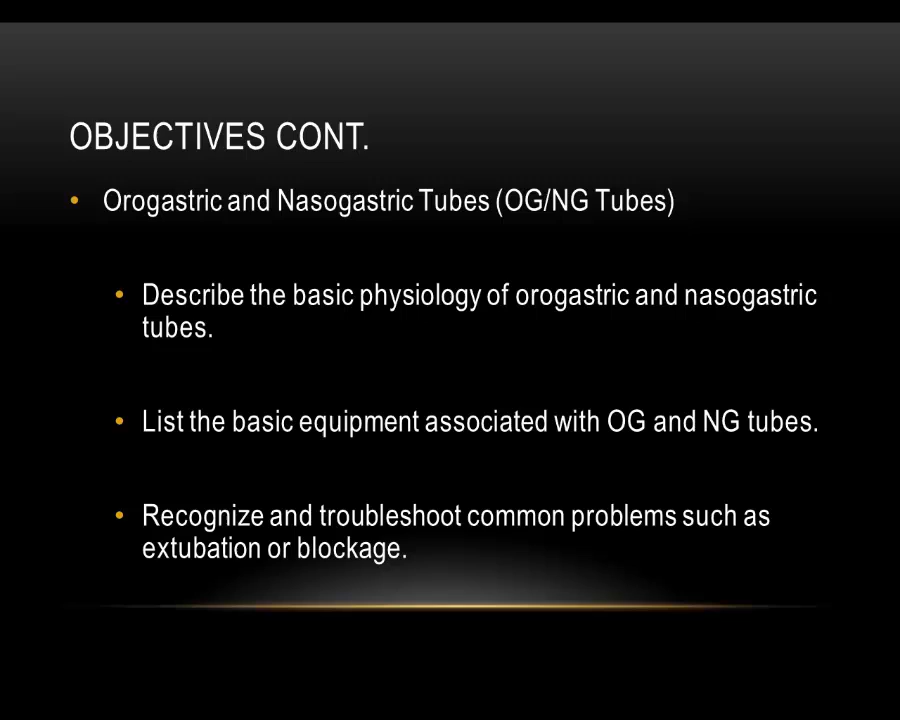 OBJECTIVES CONT.
• Orogastric and Nasogastric Tubes (OG/NG Tubes)
• Describe the basic physiology of orogastric and nasogastric
tubes.
• List the basic equipment associated with OG and NG tubes.
• Recognize and troubleshoot common problems such as
extubation or blockage.